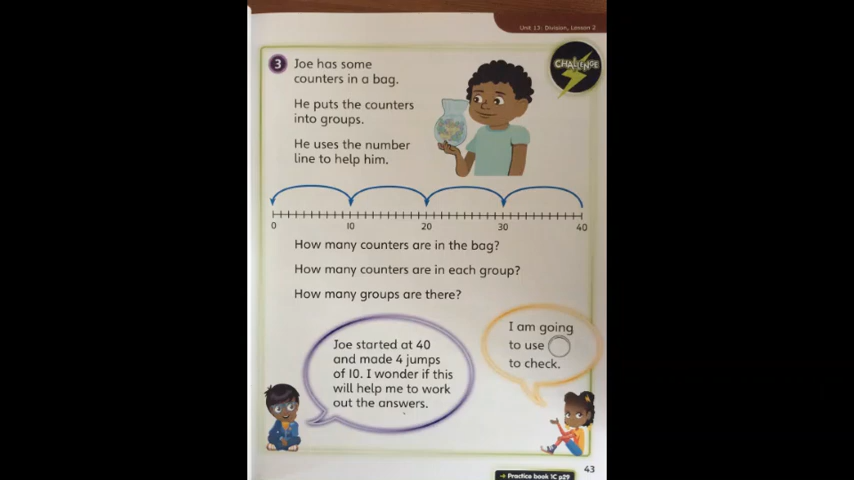 Unit 13: Division, Lesson 2
CHALLENGE
3 Joe has some
counters in a bag.
He puts the counters
into groups.
He uses the number
line to help him.
0 10 20 30 40
How many counters are in the bag?
How many counters are in each group?
How many groups are there?
Joe started at 40
and made 4 jumps
of 10. I wonder if this
will help me to work
out the answers.
I am going
to use
to check.
43
→ Practice book 1C p29